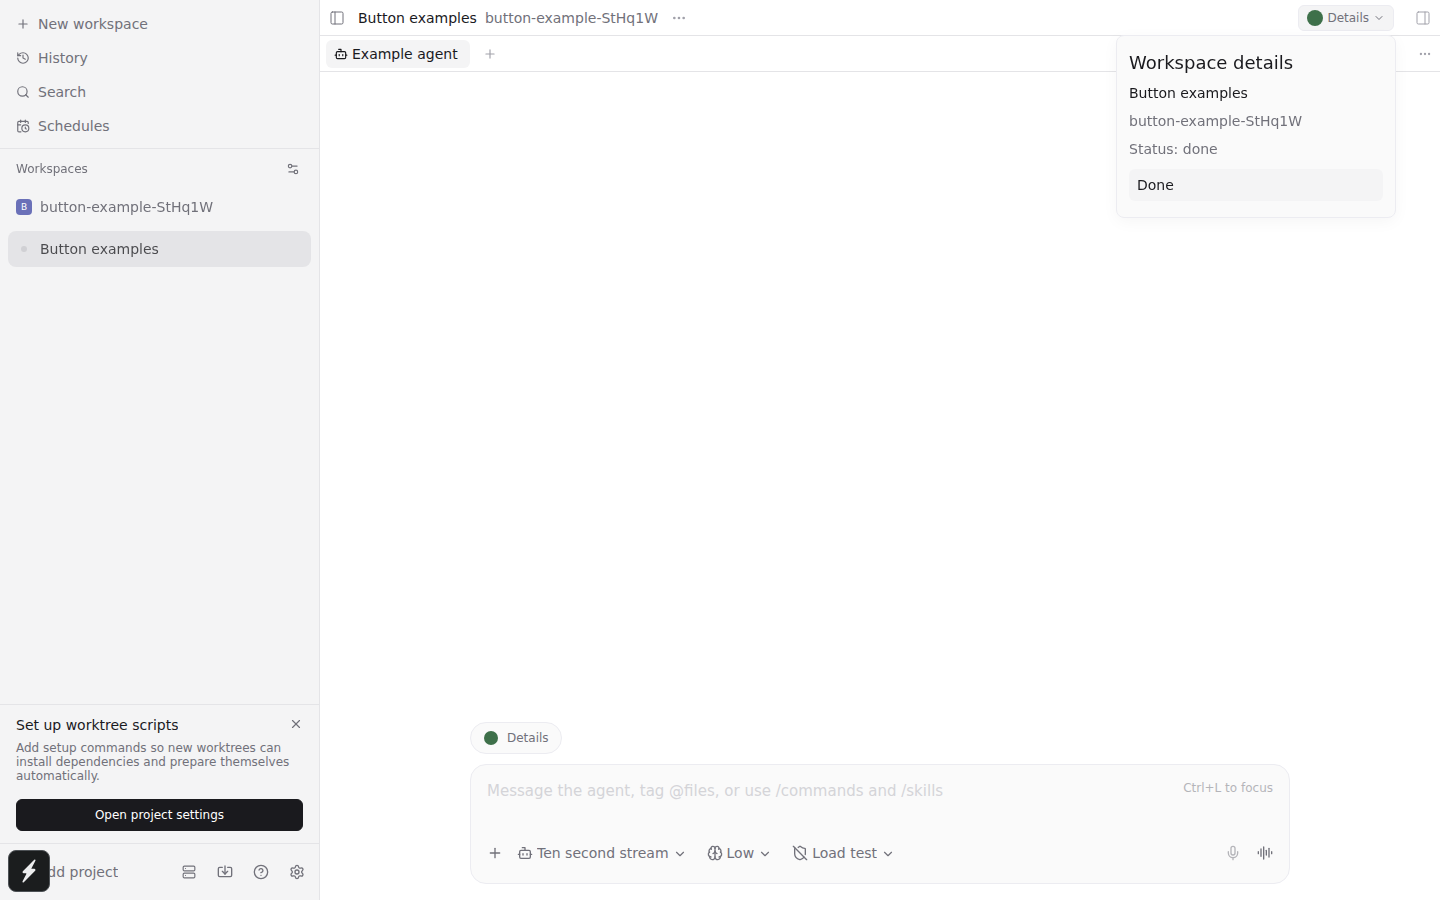 New workspace
History
Search
Schedules
Workspaces
B button-example-StHq1W
Button examples
Set up worktree scripts
Add setup commands so new worktrees can
install dependencies and prepare themselves
automatically.
Open project settings
dd project
Button examples button-example-StHq1W
Details
Example agent
Workspace details
Button examples
button-example-StHq1W
Status: done
Done
Details
Message the agent, tag @files, or use /commands and /skills
Ctrl+L to focus
Ten second stream
Low
Load test